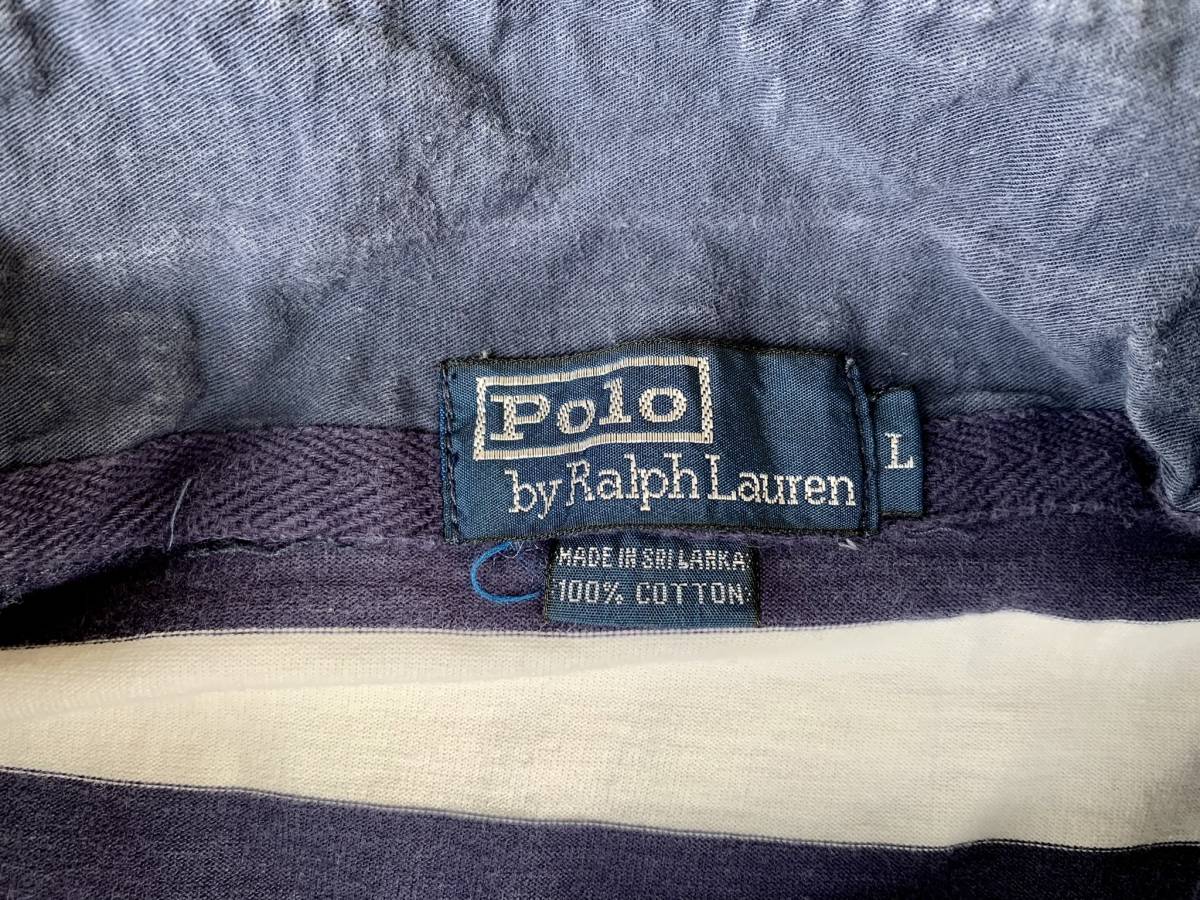 Polo
by Ralph Lauren
L
MADE IN SRI LANKA
100% COTTON